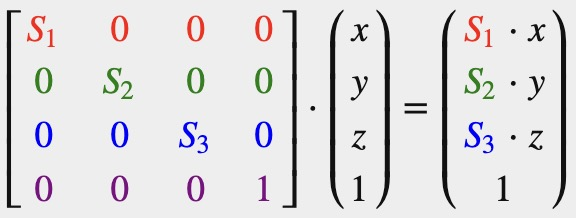 [S₁ 0 0 0] (x) (S₁ · x)
[0 S₂ 0 0] (y) (S₂ · y)
[0 0 S₃ 0] · (z) = (S₃ · z)
[0 0 0 1] (1) (1)